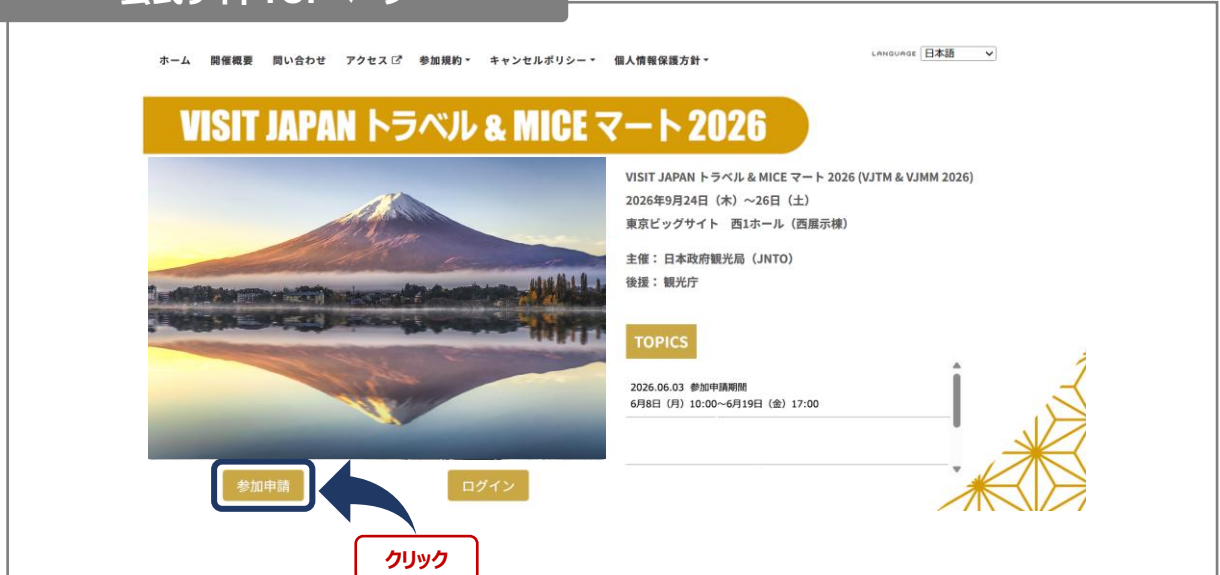 ホーム 開催概要 問い合わせ アクセス 参加規約 キャンセルポリシー 個人情報保護方針
LANGUAGE 日本語
VISIT JAPAN トラベル & MICE マート 2026
VISIT JAPAN トラベル & MICE マート 2026 (VJTM & VJMM 2026)
2026年9月24日（木）～26日（土）
東京ビッグサイト 西1ホール（西展示棟）
主催： 日本政府観光局（JNTO）
後援： 観光庁
TOPICS
2026.06.03 参加申請期間
6月8日（月）10:00～6月19日（金）17:00
参加申請
ログイン
クリック